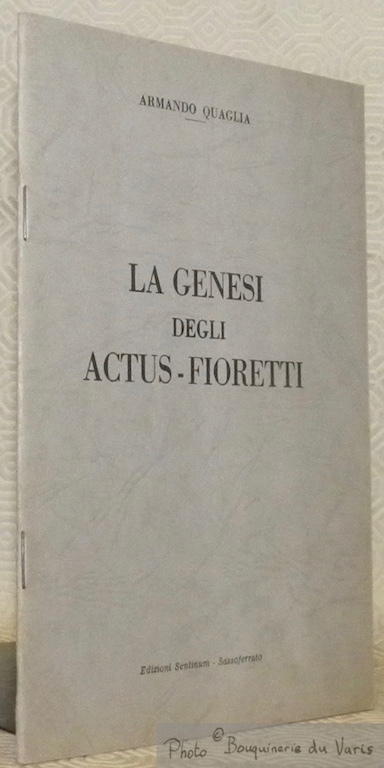 ARMANDO QUAGLIA
LA GENESI
DEGLI
ACTUS-FIORETTI
Edizioni Sentinum - Sassoferrato
Photo © Bouquinerie du Varis